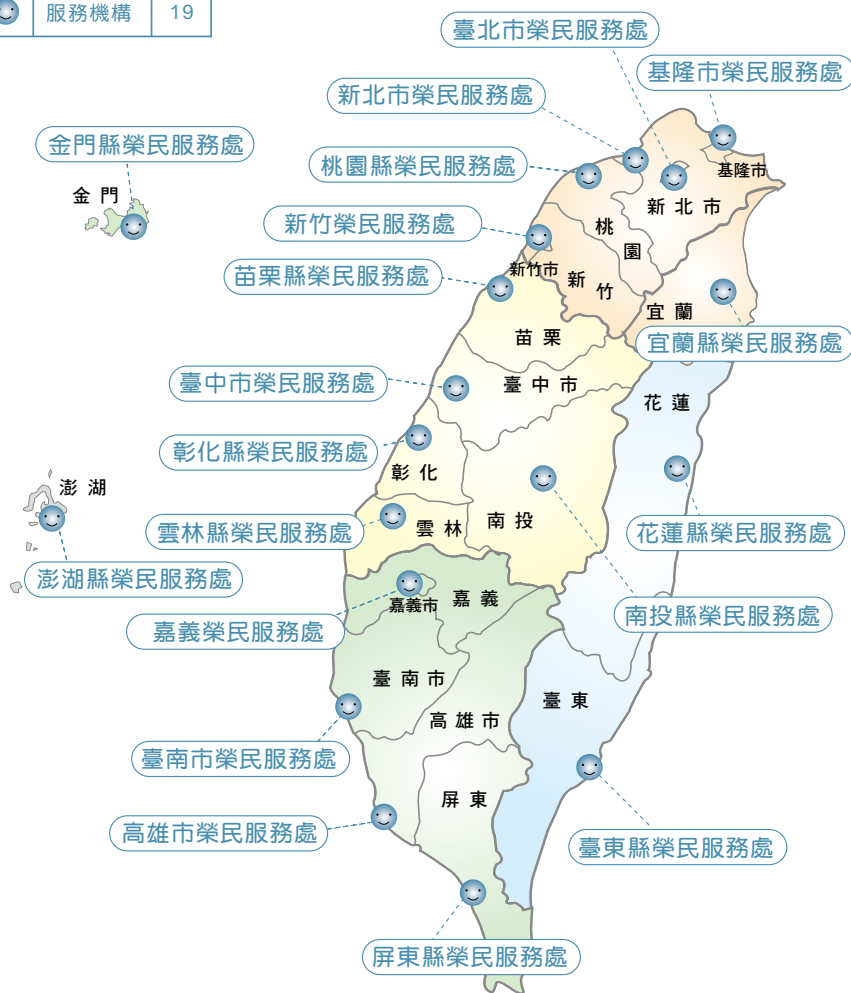 服務機構 19
臺北市榮民服務處
基隆市榮民服務處
新北市榮民服務處
金門縣榮民服務處
桃園縣榮民服務處
基隆市
金門
新北市
新竹榮民服務處
桃園
新竹市
新竹
苗栗縣榮民服務處
宜蘭
苗栗
宜蘭縣榮民服務處
臺中市榮民服務處
臺中市
花蓮
彰化縣榮民服務處
彰化
澎湖
南投
雲林
雲林縣榮民服務處
花蓮縣榮民服務處
澎湖縣榮民服務處
嘉義市
嘉義
南投縣榮民服務處
嘉義榮民服務處
臺南市
臺東
高雄市
臺南市榮民服務處
屏東
高雄市榮民服務處
臺東縣榮民服務處
屏東縣榮民服務處